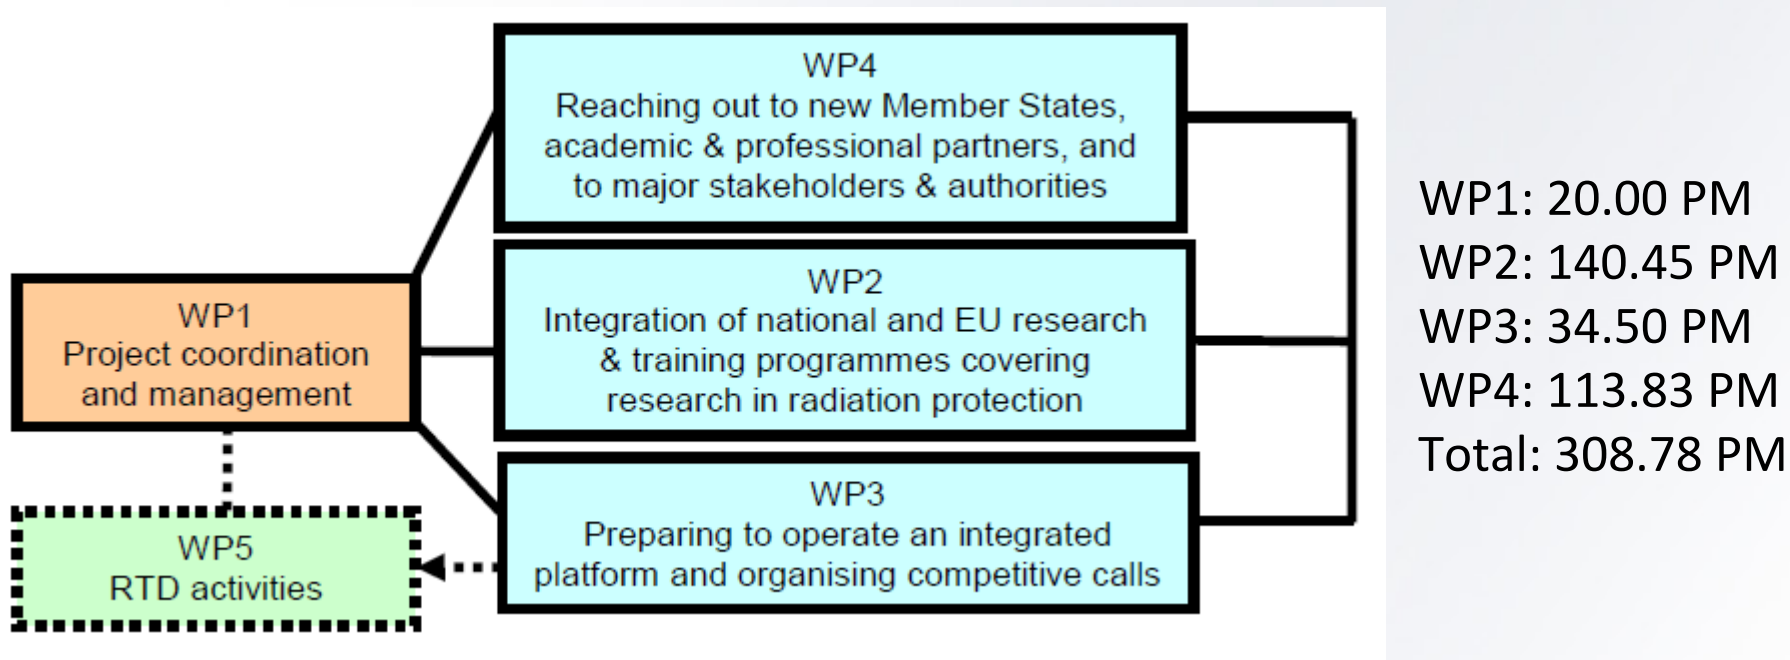 WP4
Reaching out to new Member States,
academic & professional partners, and
to major stakeholders & authorities
WP2
Integration of national and EU research
& training programmes covering
research in radiation protection
WP1
Project coordination
and management
WP3
Preparing to operate an integrated
platform and organising competitive calls
WP5
RTD activities
WP1: 20.00 PM
WP2: 140.45 PM
WP3: 34.50 PM
WP4: 113.83 PM
Total: 308.78 PM